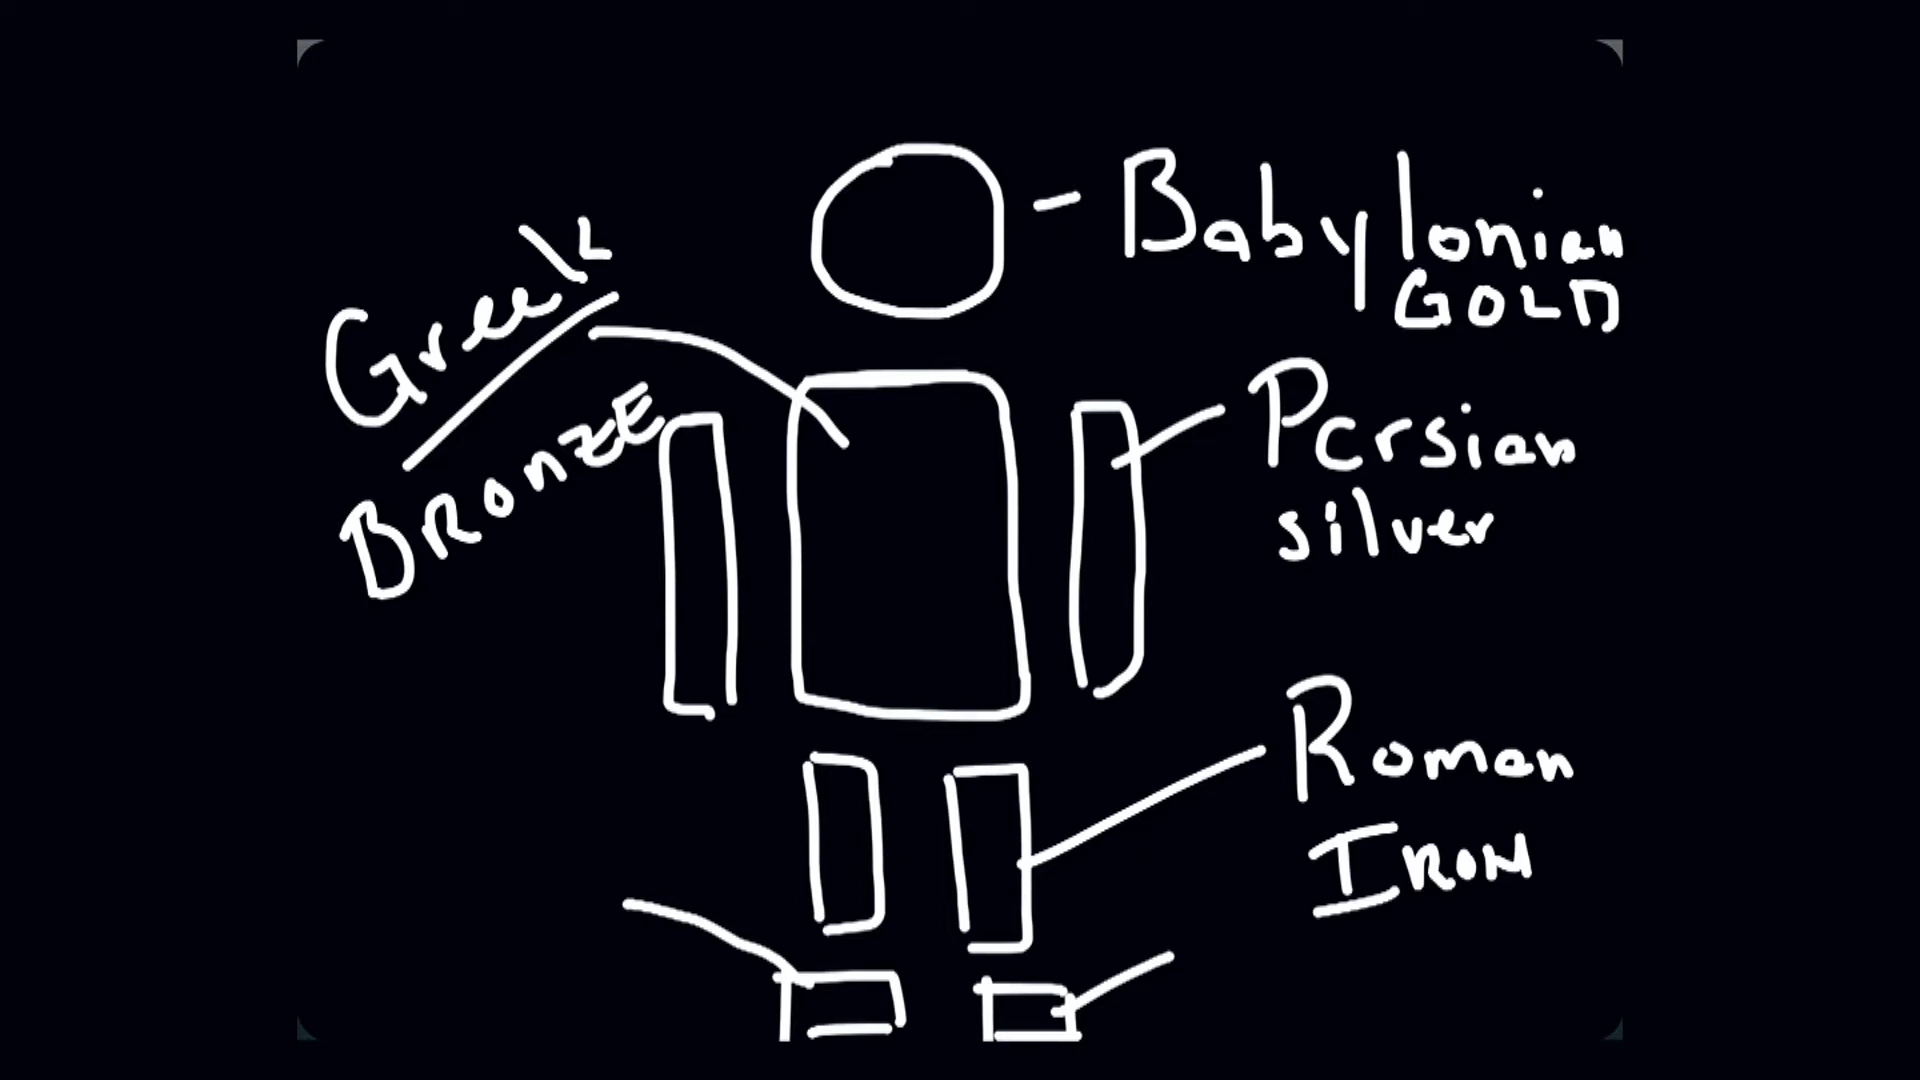 Babylonian
GOLD
Greek
BRONZE
Persian
silver
Roman
IRON